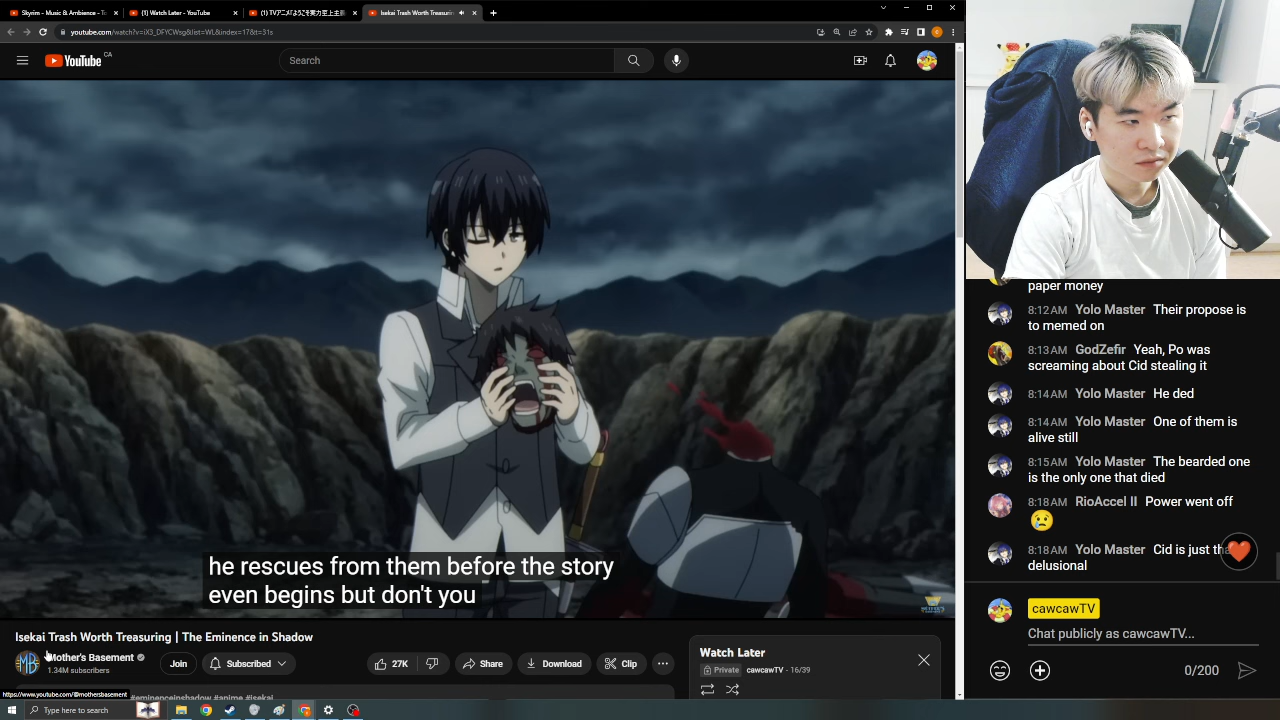 Skyrim - Music & Ambience - Te
(1) Watch Later - YouTube
(1) TVアニメ『ようこそ実力至上主義
Isekai Trash Worth Treasuring
youtube.com/watch?v=iX3_DFYCWsg&list=WL&index=17&t=31s
YouTube CA
Search
he rescues from them before the story
even begins but don't you
Isekai Trash Worth Treasuring | The Eminence in Shadow
MB
Mother's Basement
1.34M subscribers
Join
Subscribed
27K
Share
Download
Clip
#eminenceinshadow #anime #isekai
https://www.youtube.com/@mothersbasement
Watch Later
Private cawcawTV - 16/39
Type here to search
paper money
8:12 AM Yolo Master Their propose is
to memed on
8:13 AM GodZefir Yeah, Po was
screaming about Cid stealing it
8:14 AM Yolo Master He ded
8:14 AM Yolo Master One of them is
alive still
8:15 AM Yolo Master The bearded one
is the only one that died
8:18 AM RioAccel II Power went off
8:18 AM Yolo Master Cid is just
delusional
cawcawTV
Chat publicly as cawcawTV...
0/200